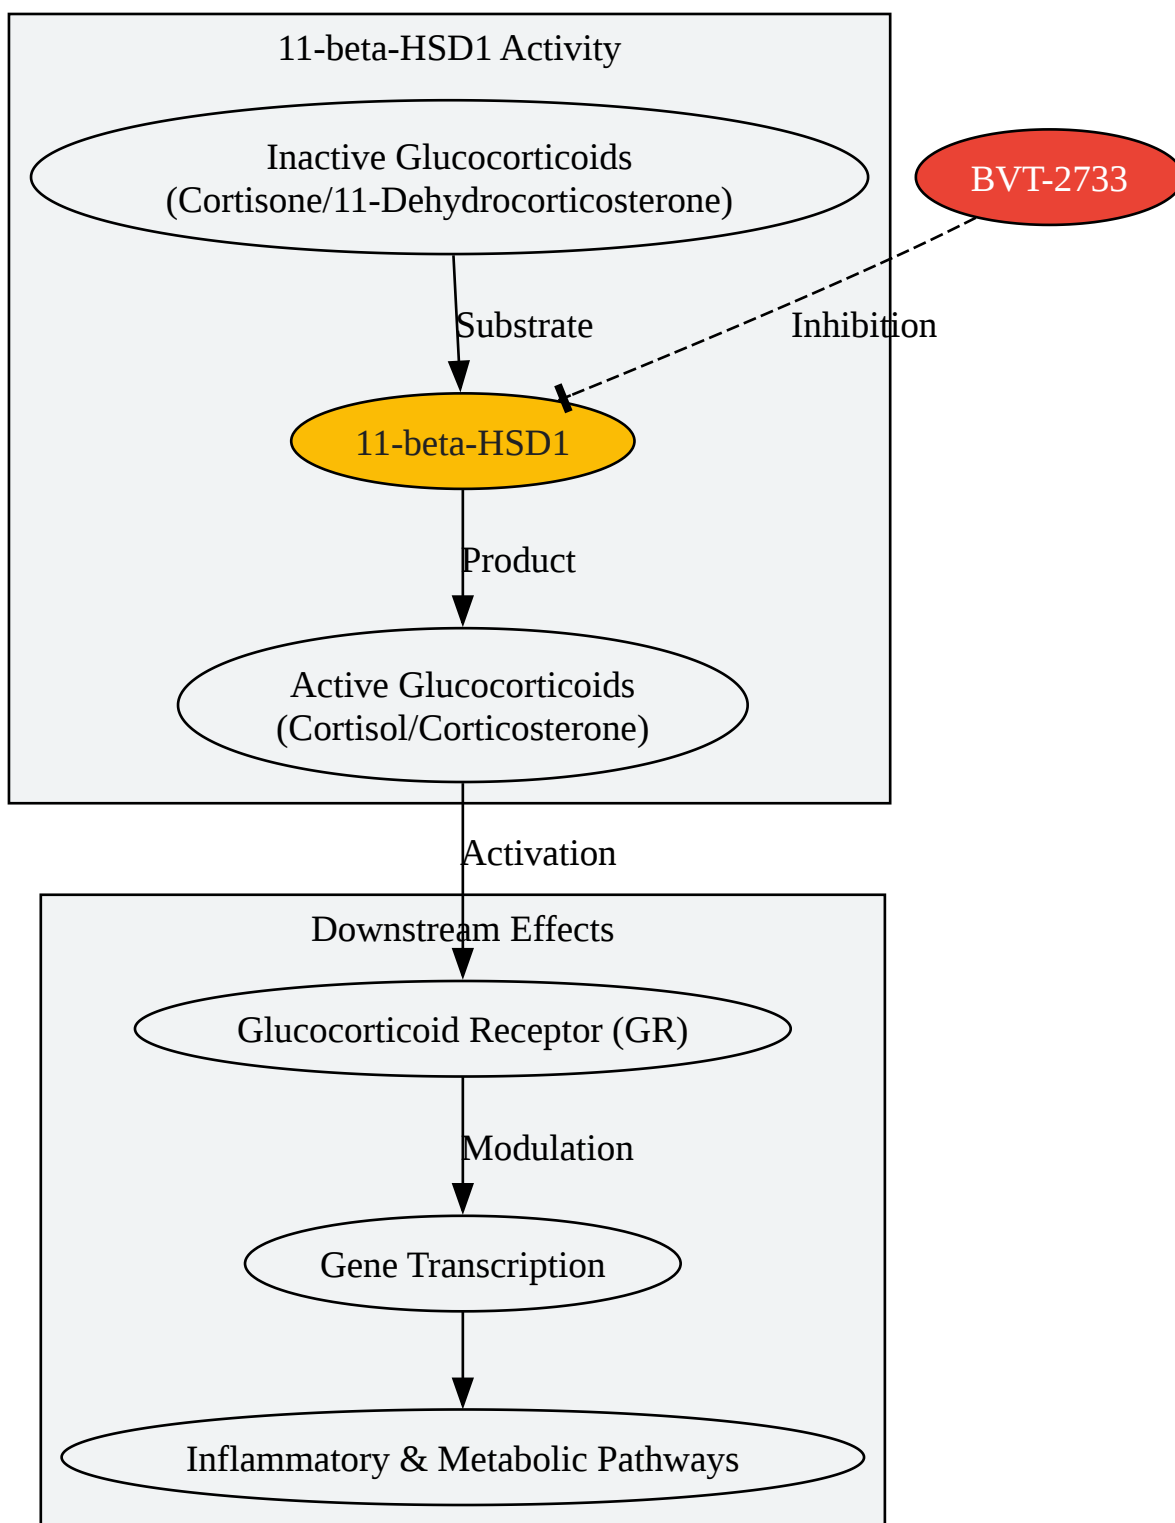 11-beta-HSD1 Activity
Inactive Glucocorticoids
(Cortisone/11-Dehydrocorticosterone)
BVT-2733
Substrate
Inhibition
11-beta-HSD1
Product
Active Glucocorticoids
(Cortisol/Corticosterone)
Activation
Downstream Effects
Glucocorticoid Receptor (GR)
Modulation
Gene Transcription
Inflammatory & Metabolic Pathways